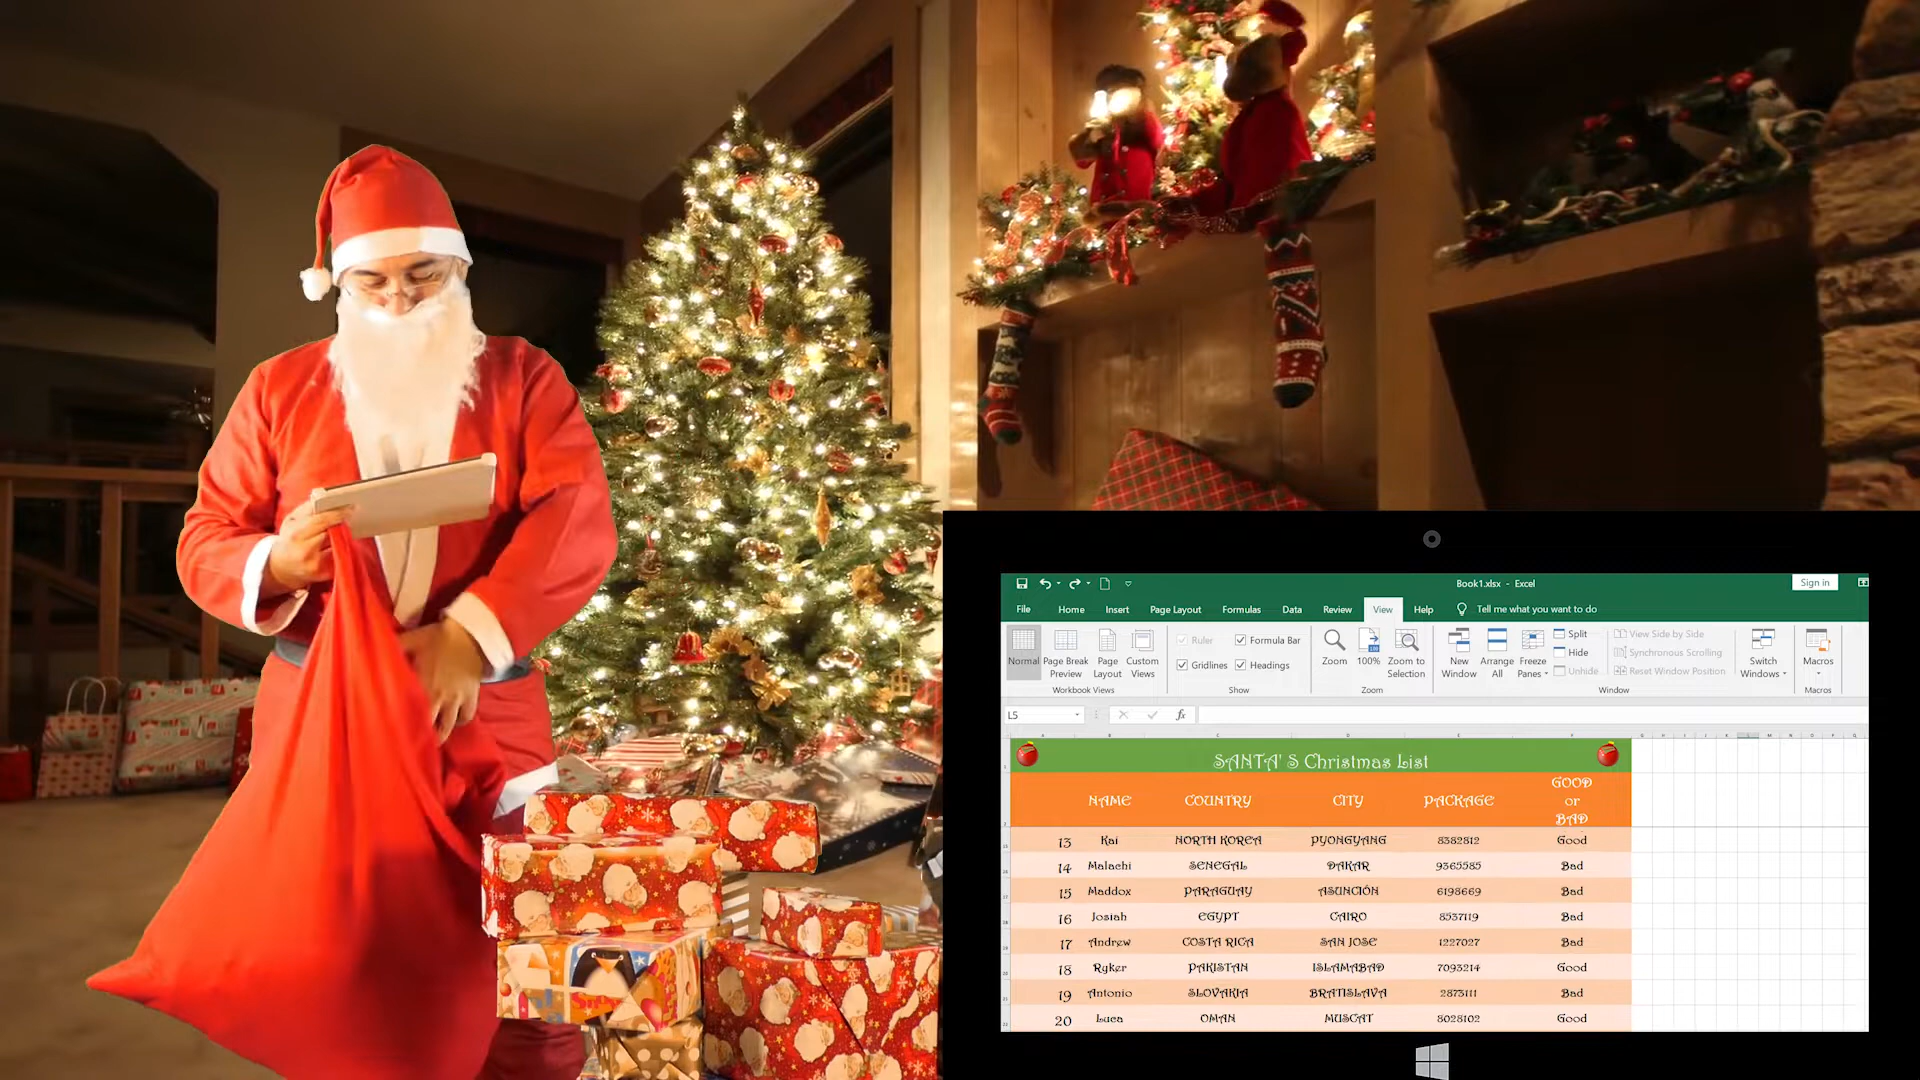 Book1.xlsx - Excel
Sign in
File Home Insert Page Layout Formulas Data Review View Help Tell me what you want to do
Normal Page Break Preview Page Layout Custom Views
Workbook Views
Ruler Formula Bar
Gridlines Headings
Show
Zoom 100% Zoom to Selection
Zoom
New Window Arrange All Freeze Panes
Split
Hide
Unhide
View Side by Side
Synchronous Scrolling
Reset Window Position
Switch Windows
Window
Macros
Macros
L5
fx
SANTA' S Christmas List
NAME COUNTRY CITY PACKAGE GOOD or BAD
13 Kai NORTH KOREA PYONGYANG 8382812 Good
14 Malachi SENEGAL DAKAR 9365585 Bad
15 Maddox PARAGUAY ASUNCIÓN 6198669 Bad
16 Josiah EGYPT CAIRO 8537119 Bad
17 Andrew COSTA RICA SAN JOSE 1227027 Bad
18 Ryker PAKISTAN ISLAMABAD 7093214 Good
19 Antonio SLOVAKIA BRATISLAVA 2873111 Bad
20 Luca OMAN MUSCAT 8028102 Good